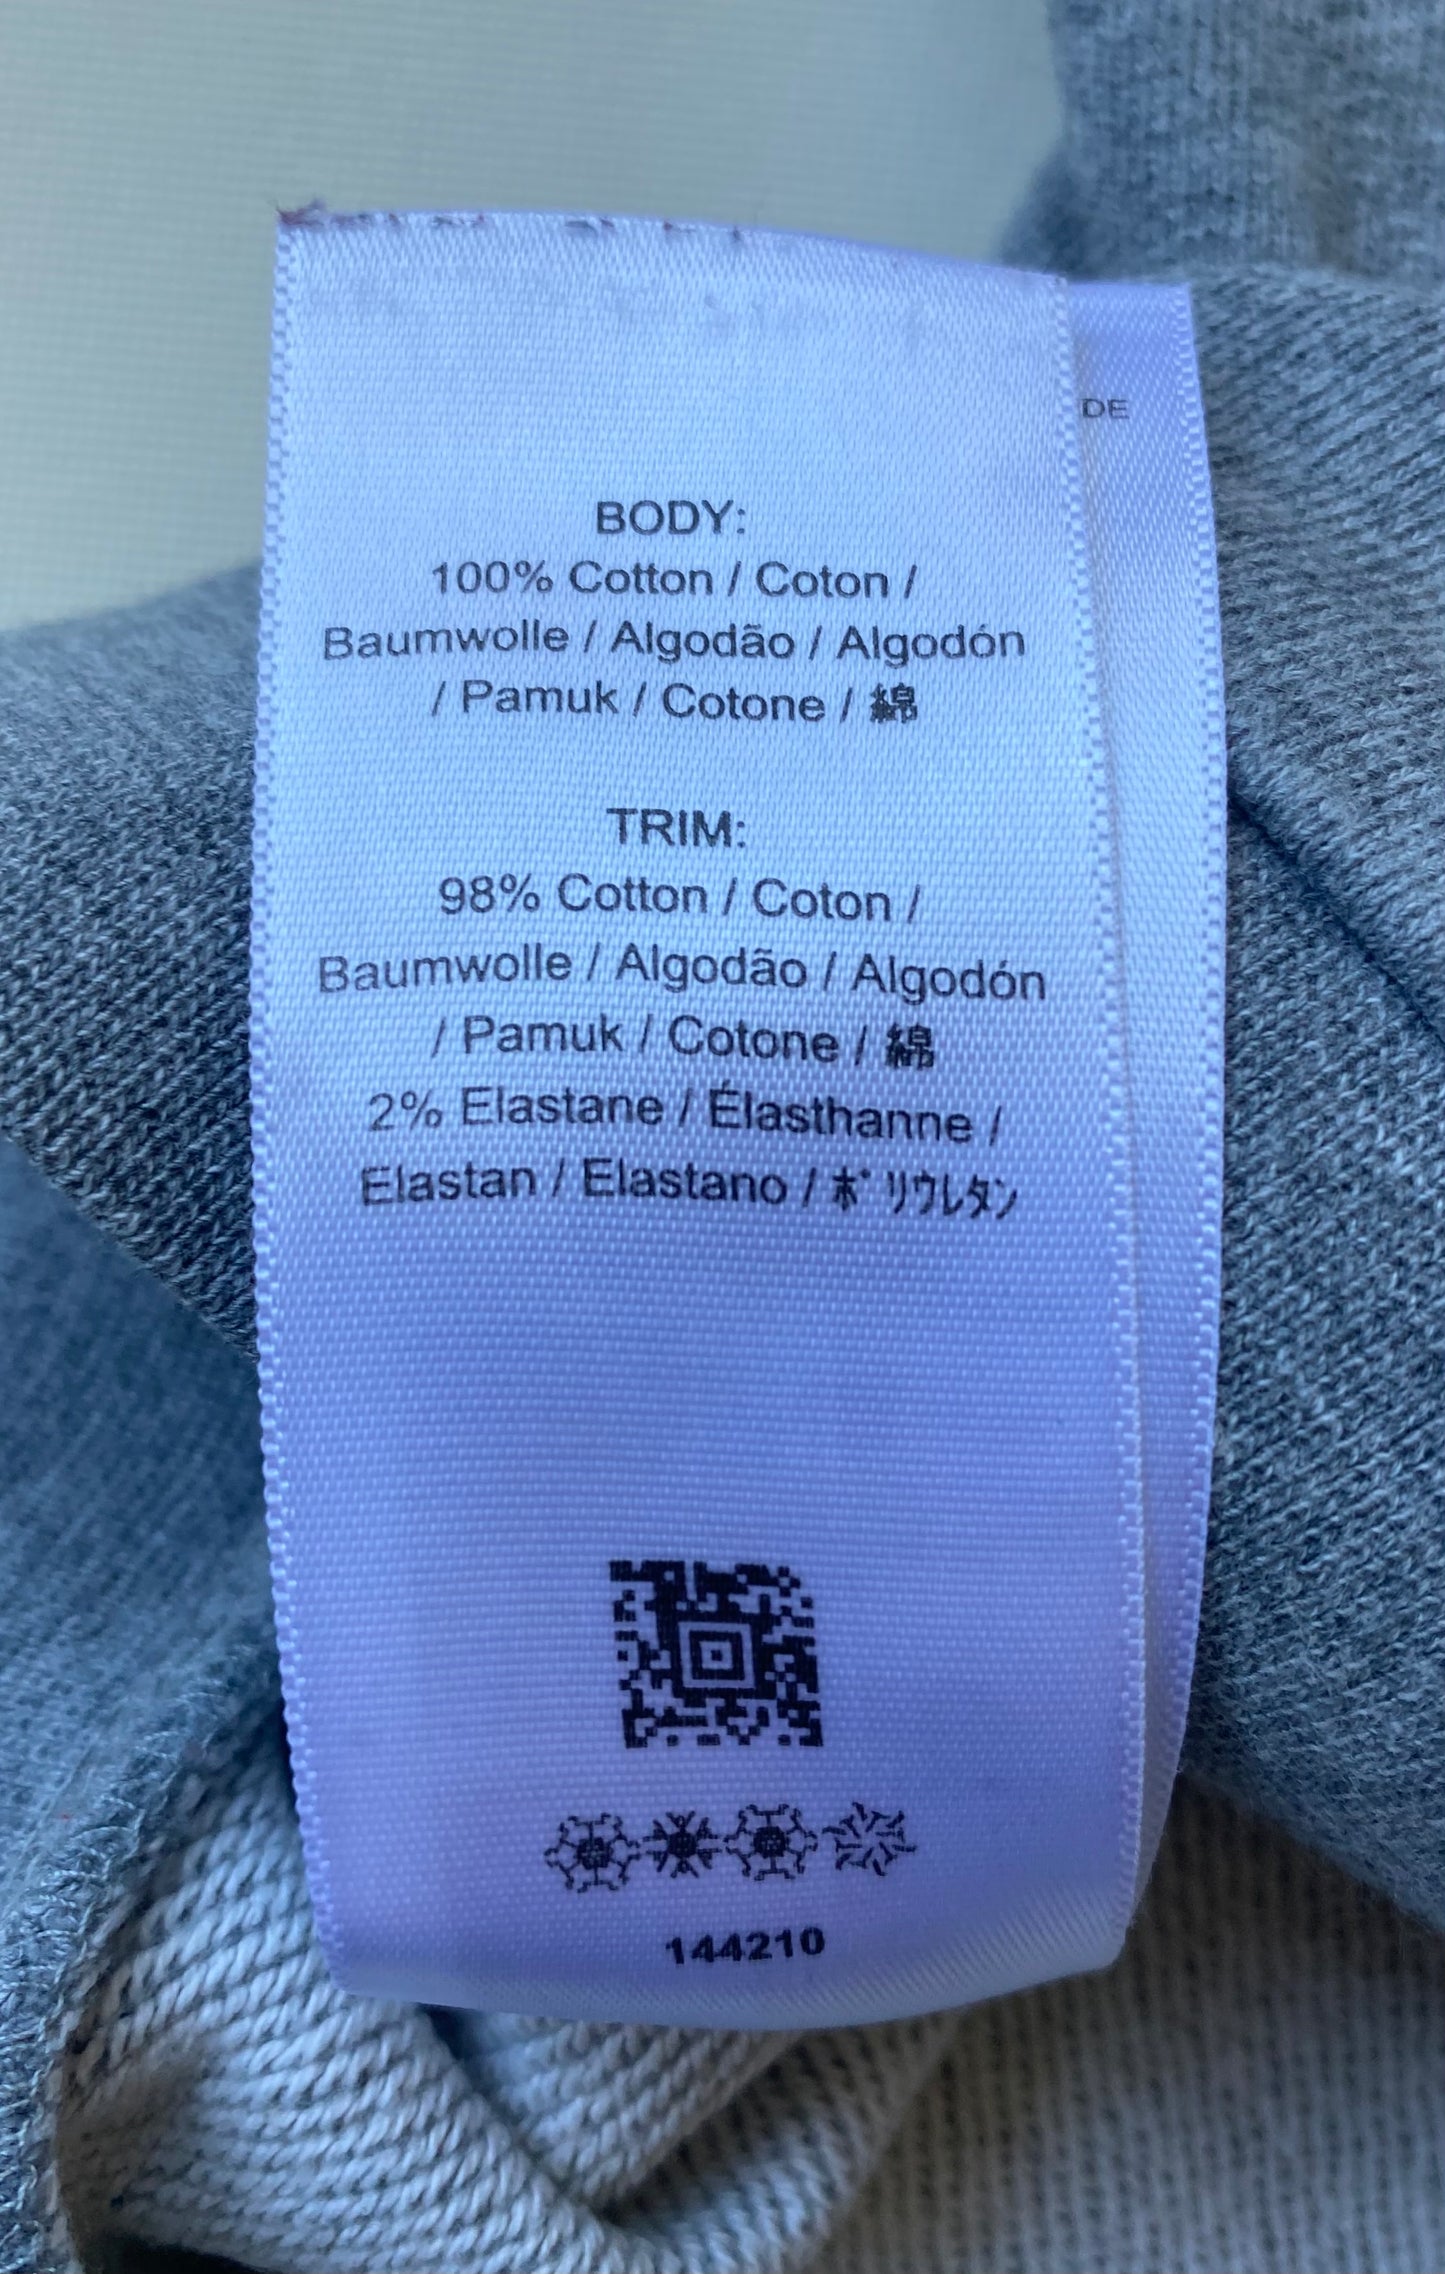 DE
BODY:
100% Cotton / Coton /
Baumwolle / Algodão / Algodón
/ Pamuk / Cotone / 綿
TRIM:
98% Cotton / Coton /
Baumwolle / Algodão / Algodón
/ Pamuk / Cotone / 綿
2% Elastane / Élasthanne /
Elastan / Elastano / ポリウレタン
144210